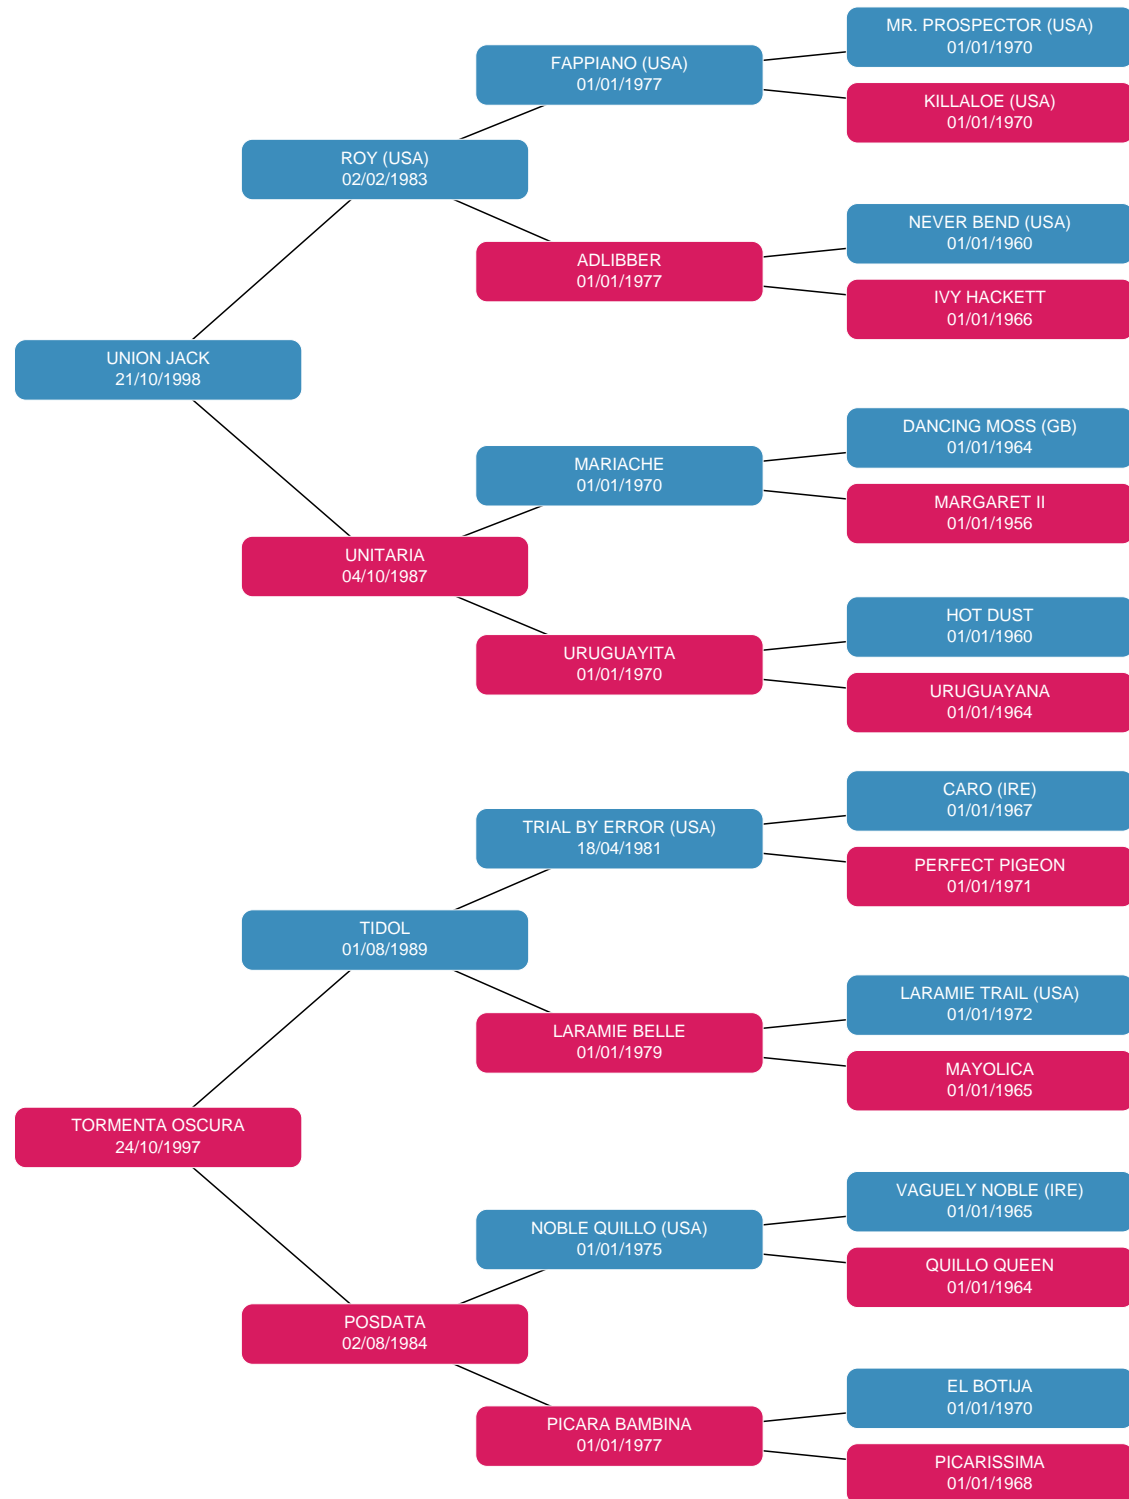 MR. PROSPECTOR (USA)
01/01/1970
FAPPIANO (USA)
01/01/1977
KILLALOE (USA)
01/01/1970
ROY (USA)
02/02/1983
NEVER BEND (USA)
01/01/1960
ADLIBBER
01/01/1977
IVY HACKETT
01/01/1966
UNION JACK
21/10/1998
DANCING MOSS (GB)
01/01/1964
MARIACHE
01/01/1970
MARGARET II
01/01/1956
UNITARIA
04/10/1987
HOT DUST
01/01/1960
URUGUAYITA
01/01/1970
URUGUAYANA
01/01/1964
CARO (IRE)
01/01/1967
TRIAL BY ERROR (USA)
18/04/1981
PERFECT PIGEON
01/01/1971
TIDOL
01/08/1989
LARAMIE TRAIL (USA)
01/01/1972
LARAMIE BELLE
01/01/1979
MAYOLICA
01/01/1965
TORMENTA OSCURA
24/10/1997
VAGUELY NOBLE (IRE)
01/01/1965
NOBLE QUILLO (USA)
01/01/1975
QUILLO QUEEN
01/01/1964
POSDATA
02/08/1984
EL BOTIJA
01/01/1970
PICARA BAMBINA
01/01/1977
PICARISSIMA
01/01/1968